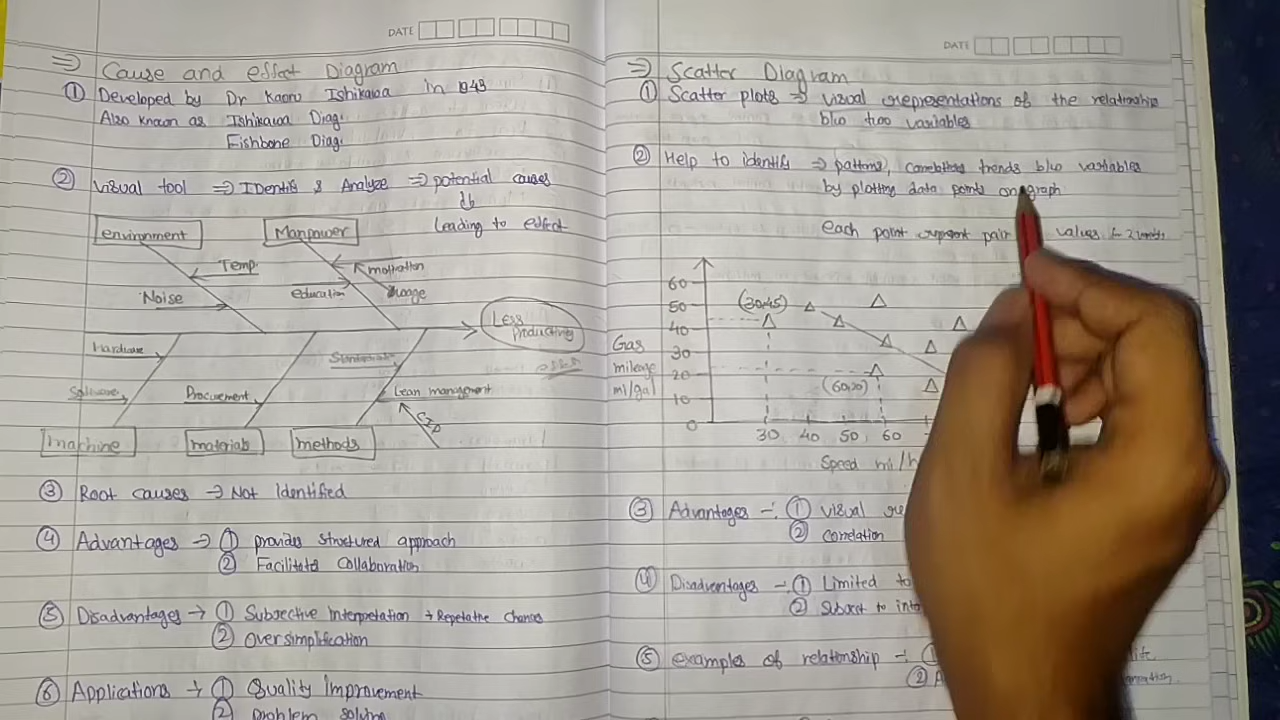 DATE
⇒ Cause and effect Diagram
① Developed by Dr Kaoru Ishikawa in 1943
Also known as Ishikawa Diag.
Fishbone Diag.
② Visual tool ⇒ IDentify & Analyze ⇒ potential causes
Leading to effect
environment
Manpower
Temp.
Noise
motivation
education
wage
Less
Productivity
effect
Hardware
Software
Procurement
Lean management
machine
materials
methods
③ Root causes → Not Identified
④ Advantages → ① provides structured approach
② Facilitate Collaboration
⑤ Disadvantages → ① Subjective Interpretation → Repetative Chances
② Oversimplification
⑥ Applications → ① Quality Improvement
② Problem solving
DATE
⇒ Scatter Diagram
① Scatter plots ⇒ visual representations of the relationship
b/w two variables
② Help to identify ⇒ patterns, correlation trends b/w variables
by plotting data points on graph
each point represent pair values
60
50
40
30
20
10
0
(30,45)
(60,20)
Gas
mileage
mi/gal
30 40 50 60
Speed mi/h
③ Advantages - ① visual
② correlation
④ Disadvantages - ① Limited to
② Subject to
⑤ examples of relationship - ①
②